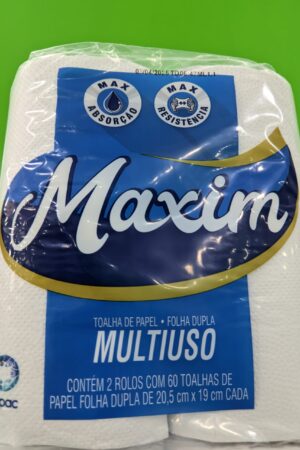 MAX
ABSORÇÃO
MAX
RESISTÊNCIA
Maxim
TOALHA DE PAPEL • FOLHA DUPLA
MULTIUSO
CONTÉM 2 ROLOS COM 60 TOALHAS DE
PAPEL FOLHA DUPLA DE 20,5 cm x 19 cm CADA
pac